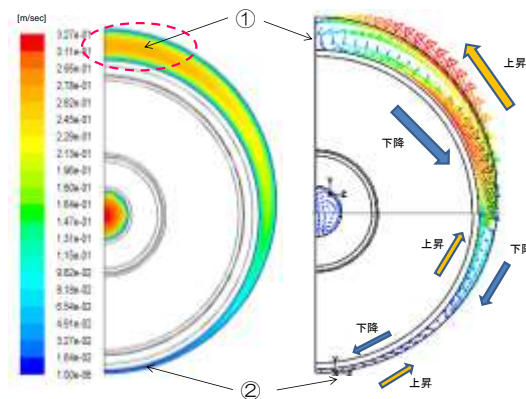 [m/sec]
3.27e-01
3.11e-01
2.95e-01
2.78e-01
2.62e-01
2.45e-01
2.29e-01
2.13e-01
1.96e-01
1.80e-01
1.64e-01
1.47e-01
1.31e-01
1.15e-01
9.82e-02
8.18e-02
6.54e-02
4.91e-02
3.27e-02
1.64e-02
①
②
上昇
下降
上昇
下降
下降
上昇